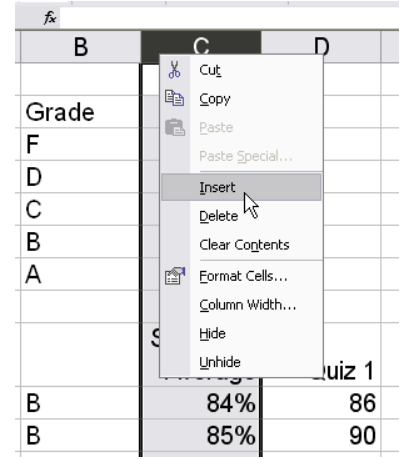 fx
B C D
Cut
Copy
Grade
Paste
F
Paste Special...
D
Insert
C
Delete
B
Clear Contents
A
Format Cells...
Column Width...
Hide
Unhide
Quiz 1
B 84% 86
B 85% 90